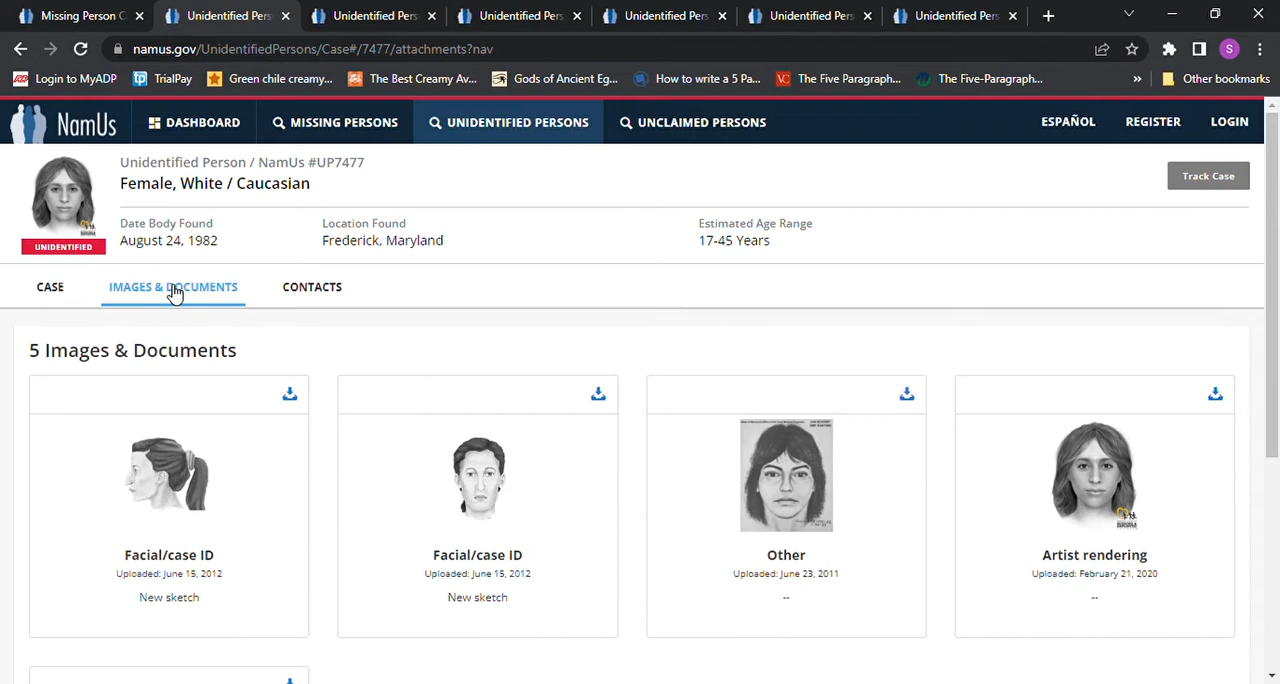 Missing Person C
Unidentified Pers
Unidentified Pers
Unidentified Pers
Unidentified Pers
Unidentified Pers
Unidentified Pers
namus.gov/UnidentifiedPersons/Case#/7477/attachments?nav
S
Login to MyADP
TrialPay
Green chile creamy...
The Best Creamy Av...
Gods of Ancient Eg...
How to write a 5 Pa...
The Five Paragraph...
The Five-Paragraph...
»
Other bookmarks
NamUs
DASHBOARD
MISSING PERSONS
UNIDENTIFIED PERSONS
UNCLAIMED PERSONS
ESPAÑOL
REGISTER
LOGIN
Unidentified Person / NamUs #UP7477
Female, White / Caucasian
Track Case
UNIDENTIFIED
Date Body Found
August 24, 1982
Location Found
Frederick, Maryland
Estimated Age Range
17-45 Years
CASE
IMAGES & DOCUMENTS
CONTACTS
5 Images & Documents
Facial/case ID
Uploaded: June 15, 2012
New sketch
Facial/case ID
Uploaded: June 15, 2012
New sketch
Other
Uploaded: June 23, 2011
--
Artist rendering
Uploaded: February 21, 2020
--